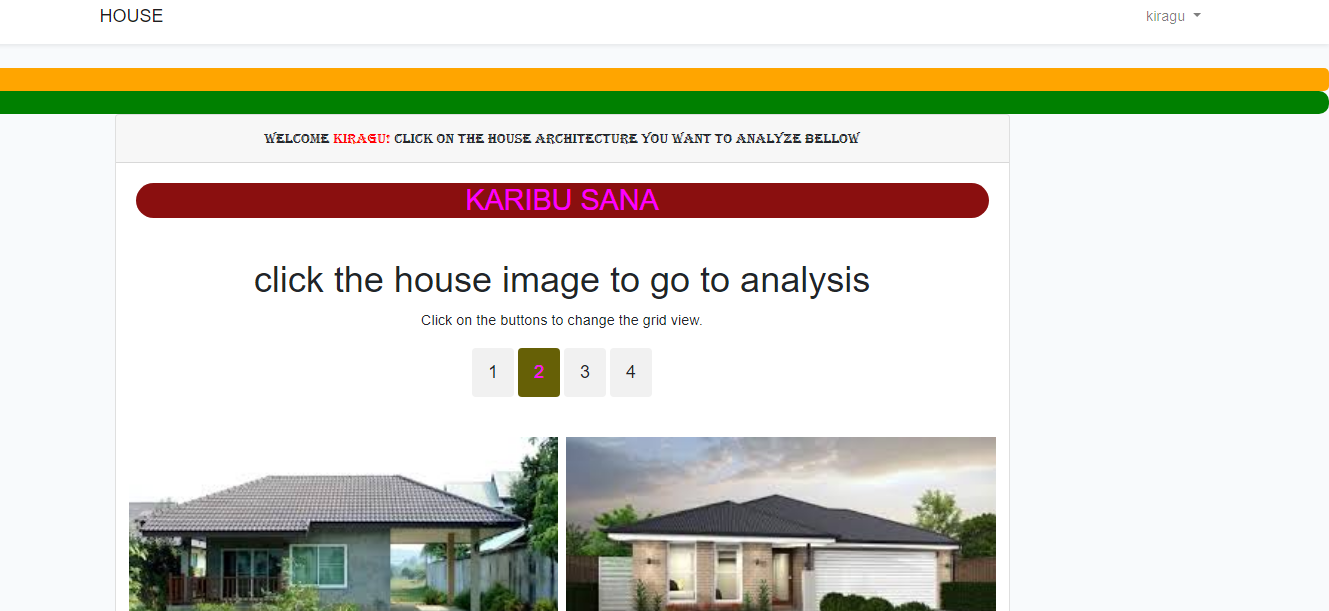 HOUSE
kiragu
WELCOME KIRAGU! CLICK ON THE HOUSE ARCHITECTURE YOU WANT TO ANALYZE BELLOW
KARIBU SANA
click the house image to go to analysis
Click on the buttons to change the grid view.
1 2 3 4